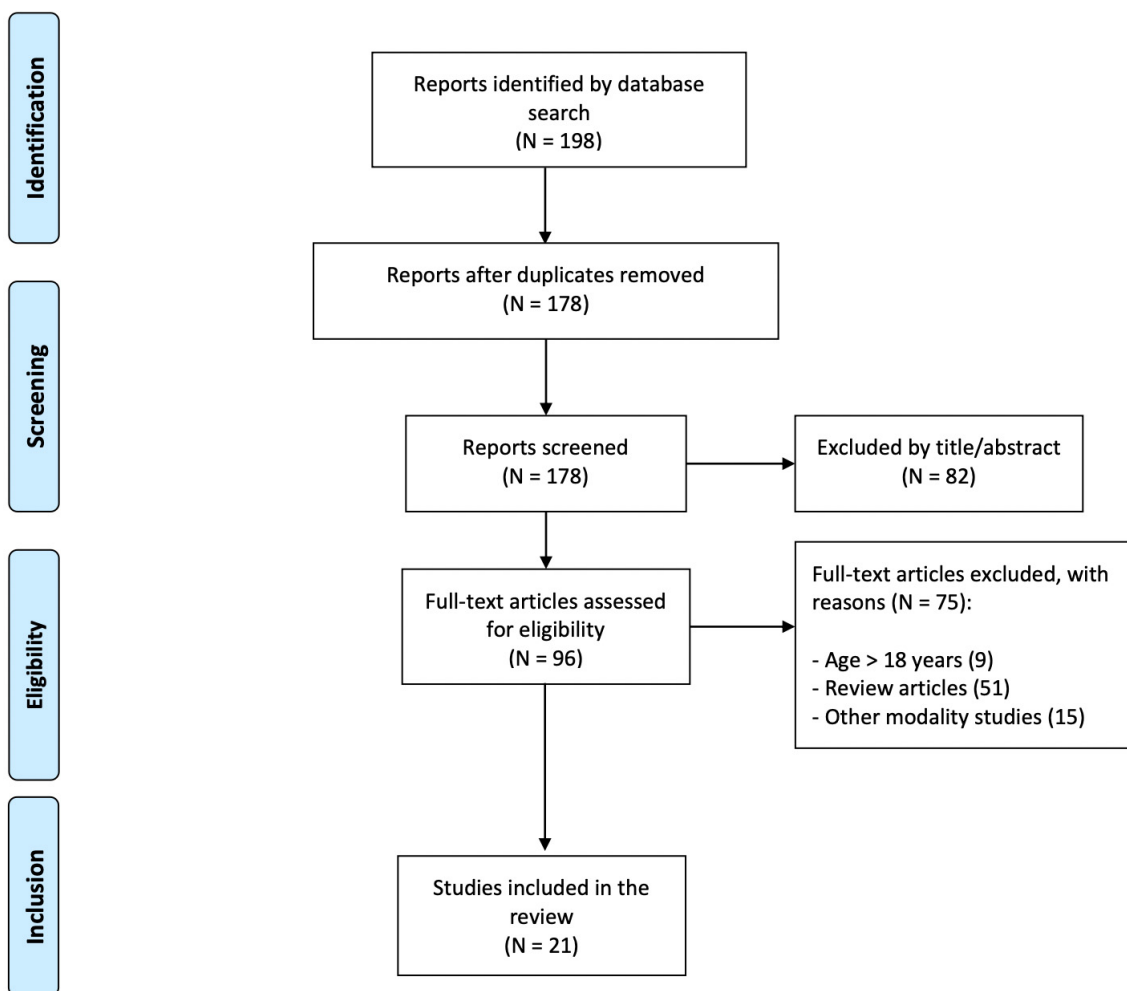 Identification
Reports identified by database
search
(N = 198)
Reports after duplicates removed
(N = 178)
Screening
Reports screened
(N = 178)
Excluded by title/abstract
(N = 82)
Eligibility
Full-text articles assessed
for eligibility
(N = 96)
Full-text articles excluded, with
reasons (N = 75):
- Age > 18 years (9)
- Review articles (51)
- Other modality studies (15)
Inclusion
Studies included in the
review
(N = 21)